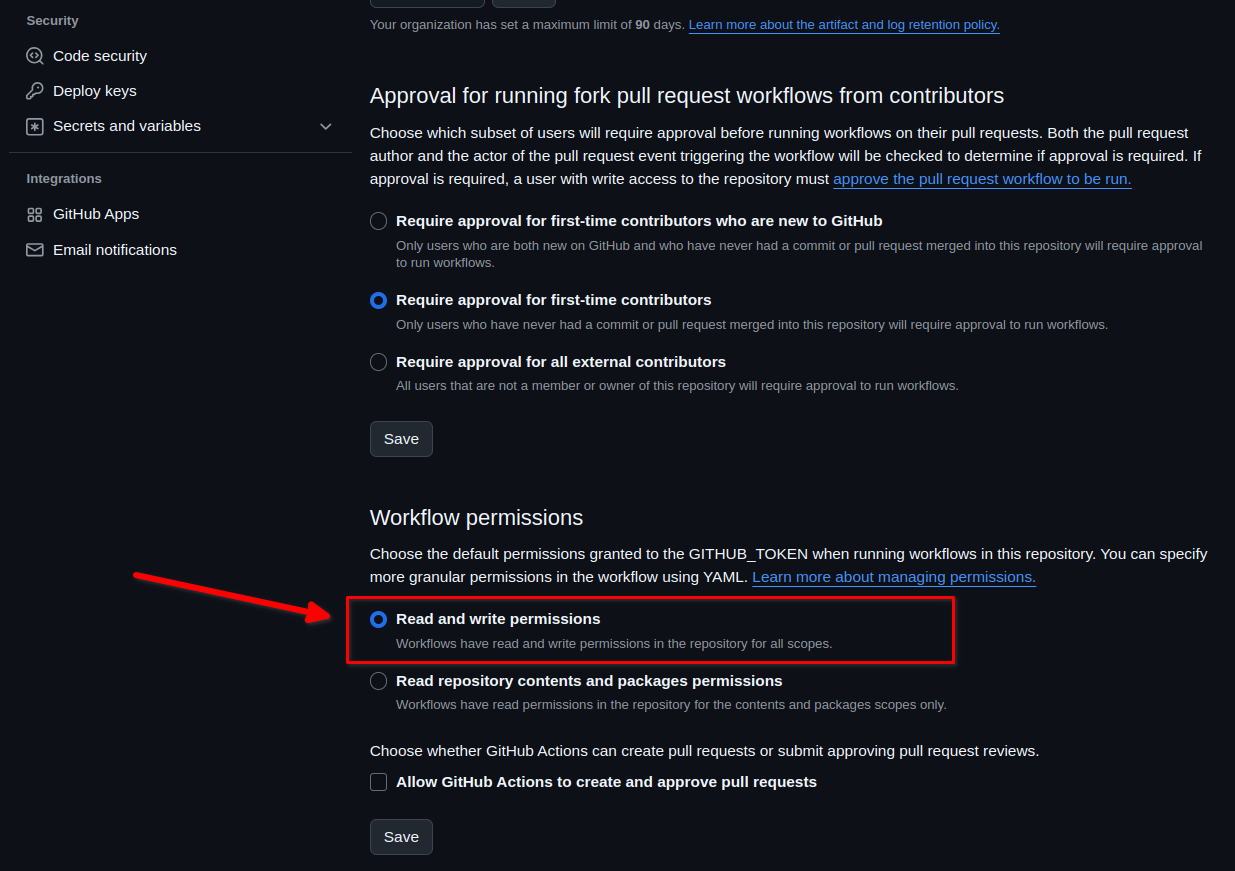 Security
Code security
Deploy keys
Secrets and variables
Integrations
GitHub Apps
Email notifications
Your organization has set a maximum limit of 90 days. Learn more about the artifact and log retention policy.
Approval for running fork pull request workflows from contributors
Choose which subset of users will require approval before running workflows on their pull requests. Both the pull request
author and the actor of the pull request event triggering the workflow will be checked to determine if approval is required. If
approval is required, a user with write access to the repository must approve the pull request workflow to be run.
Require approval for first-time contributors who are new to GitHub
Only users who are both new on GitHub and who have never had a commit or pull request merged into this repository will require approval
to run workflows.
Require approval for first-time contributors
Only users who have never had a commit or pull request merged into this repository will require approval to run workflows.
Require approval for all external contributors
All users that are not a member or owner of this repository will require approval to run workflows.
Save
Workflow permissions
Choose the default permissions granted to the GITHUB_TOKEN when running workflows in this repository. You can specify
more granular permissions in the workflow using YAML. Learn more about managing permissions.
Read and write permissions
Workflows have read and write permissions in the repository for all scopes.
Read repository contents and packages permissions
Workflows have read permissions in the repository for the contents and packages scopes only.
Choose whether GitHub Actions can create pull requests or submit approving pull request reviews.
Allow GitHub Actions to create and approve pull requests
Save